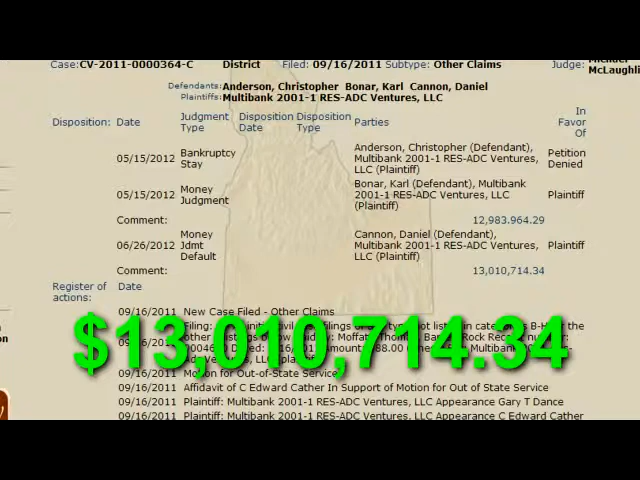 Case: CV-2011-0000364-C District Filed: 09/16/2011 Subtype: Other Claims Judge: Michael McLaughlin
Defendants: Anderson, Christopher Bonar, Karl Cannon, Daniel
Plaintiffs: Multibank 2001-1 RES-ADC Ventures, LLC
Disposition: Date Judgment Type Disposition Date Disposition Type Parties In Favor Of
05/15/2012 Bankruptcy Stay Anderson, Christopher (Defendant), Multibank 2001-1 RES-ADC Ventures, LLC (Plaintiff) Petition Denied
05/15/2012 Money Judgment Bonar, Karl (Defendant), Multibank 2001-1 RES-ADC Ventures, LLC (Plaintiff) Plaintiff
Comment: 12,983.964.29
06/26/2012 Money Jdmt Default Cannon, Daniel (Defendant), Multibank 2001-1 RES-ADC Ventures, LLC (Plaintiff) Plaintiff
Comment: 13,010,714.34
Register of actions: Date
09/16/2011 New Case Filed - Other Claims
$13,010,714.34
09/16/2011 Motion for Out-of-State Service
09/16/2011 Affidavit of C Edward Cather In Support of Motion for Out of State Service
09/16/2011 Plaintiff: Multibank 2001-1 RES-ADC Ventures, LLC Appearance Gary T Dance
09/16/2011 Plaintiff: Multibank 2001-1 RES-ADC Ventures, LLC Appearance C Edward Cather